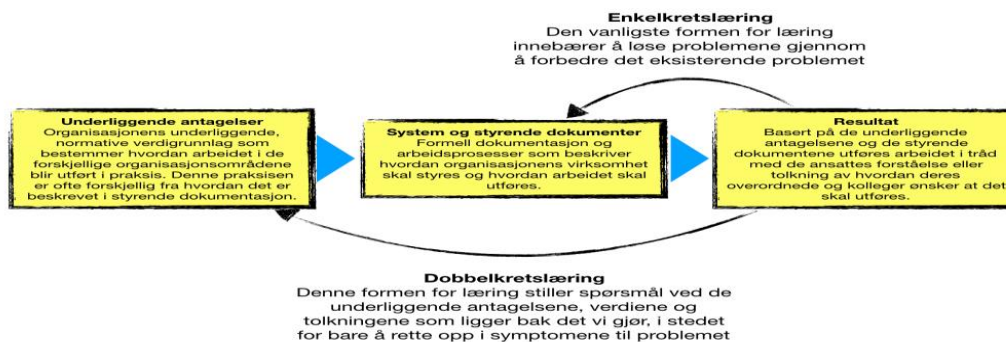 Enkelkretslæring
Den vanligste formen for læring
innebærer å løse problemene gjennom
å forbedre det eksisterende problemet
Underliggende antagelser
Organisasjonens underliggende,
normative verdigrunnlag som
bestemmer hvordan arbeidet i de
forskjellige organisasjonsområdene
blir utført i praksis. Denne praksisen
er ofte forskjellig fra hvordan det er
beskrevet i styrende dokumentasjon.
System og styrende dokumenter
Formell dokumentasjon og
arbeidsprosesser som beskriver
hvordan organisasjonens virksomhet
skal styres og hvordan arbeidet skal
utføres.
Resultat
Basert på de underliggende
antagelsene og de styrende
dokumentene utføres arbeidet i tråd
med de ansattes forståelse eller
tolkning av hvordan deres
overordnede og kolleger ønsker at det
skal utføres.
Dobbelkretslæring
Denne formen for læring stiller spørsmål ved de
underliggende antagelsene, verdiene og
tolkningene som ligger bak det vi gjør, i stedet
for bare å rette opp i symptomene til problemet